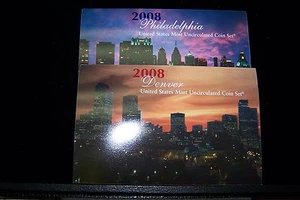 2008
Philadelphia
United States Mint Uncirculated Coin Set®
2008
Denver
United States Mint Uncirculated Coin Set®